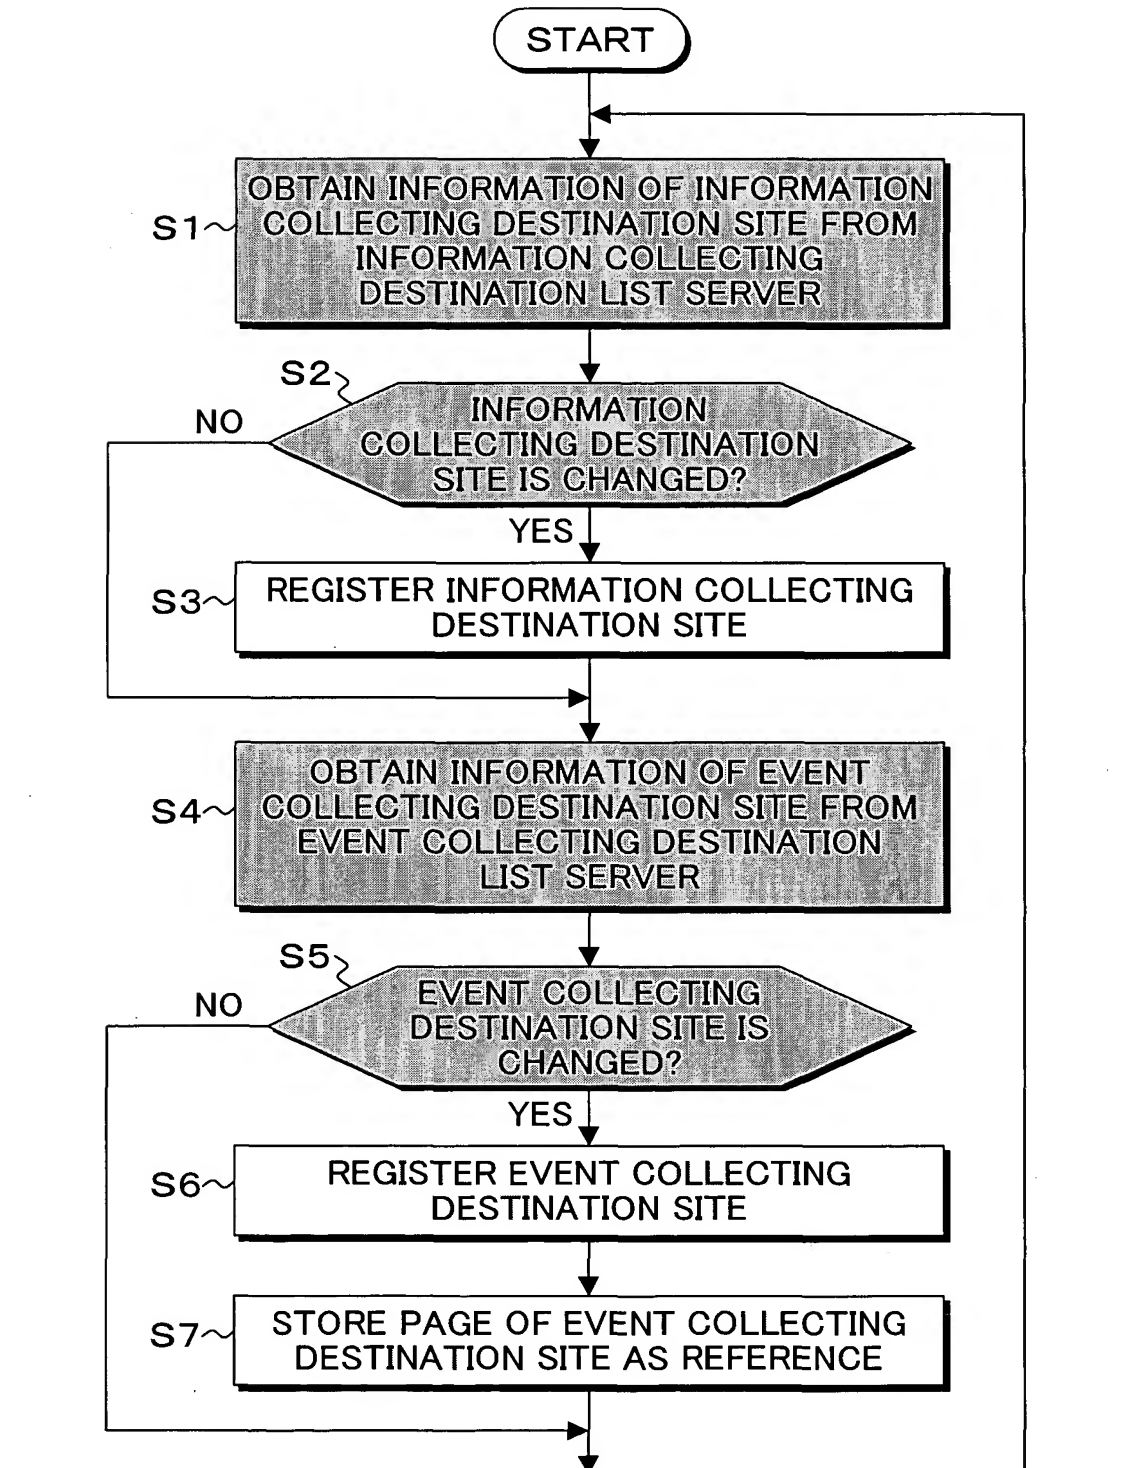 START
OBTAIN INFORMATION OF INFORMATION
COLLECTING DESTINATION SITE FROM
INFORMATION COLLECTING
DESTINATION LIST SERVER
S1
S2
NO
INFORMATION
COLLECTING DESTINATION
SITE IS CHANGED?
YES
S3
REGISTER INFORMATION COLLECTING
DESTINATION SITE
S4
OBTAIN INFORMATION OF EVENT
COLLECTING DESTINATION SITE FROM
EVENT COLLECTING DESTINATION
LIST SERVER
S5
NO
EVENT COLLECTING
DESTINATION SITE IS
CHANGED?
YES
S6
REGISTER EVENT COLLECTING
DESTINATION SITE
S7
STORE PAGE OF EVENT COLLECTING
DESTINATION SITE AS REFERENCE